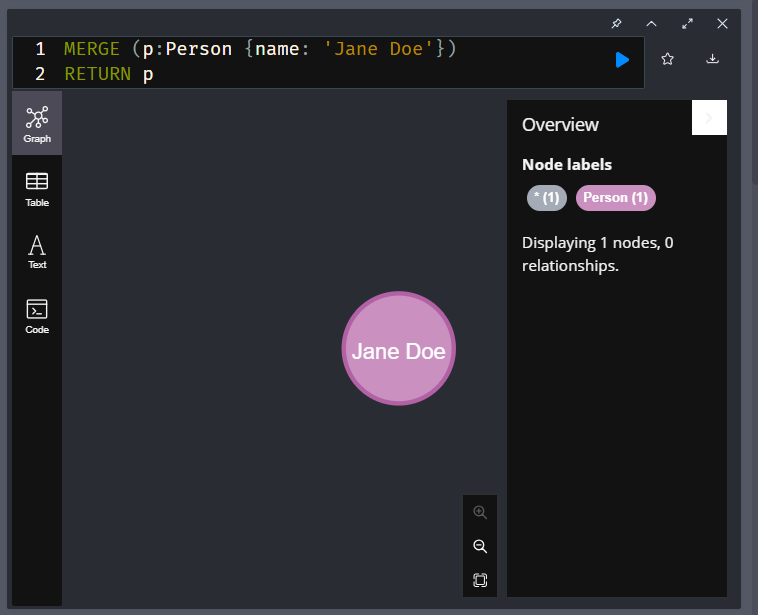 1 MERGE (p:Person {name: 'Jane Doe'})
2 RETURN p
Graph
Table
Text
Code
Jane Doe
Overview
Node labels
* (1) Person (1)
Displaying 1 nodes, 0
relationships.